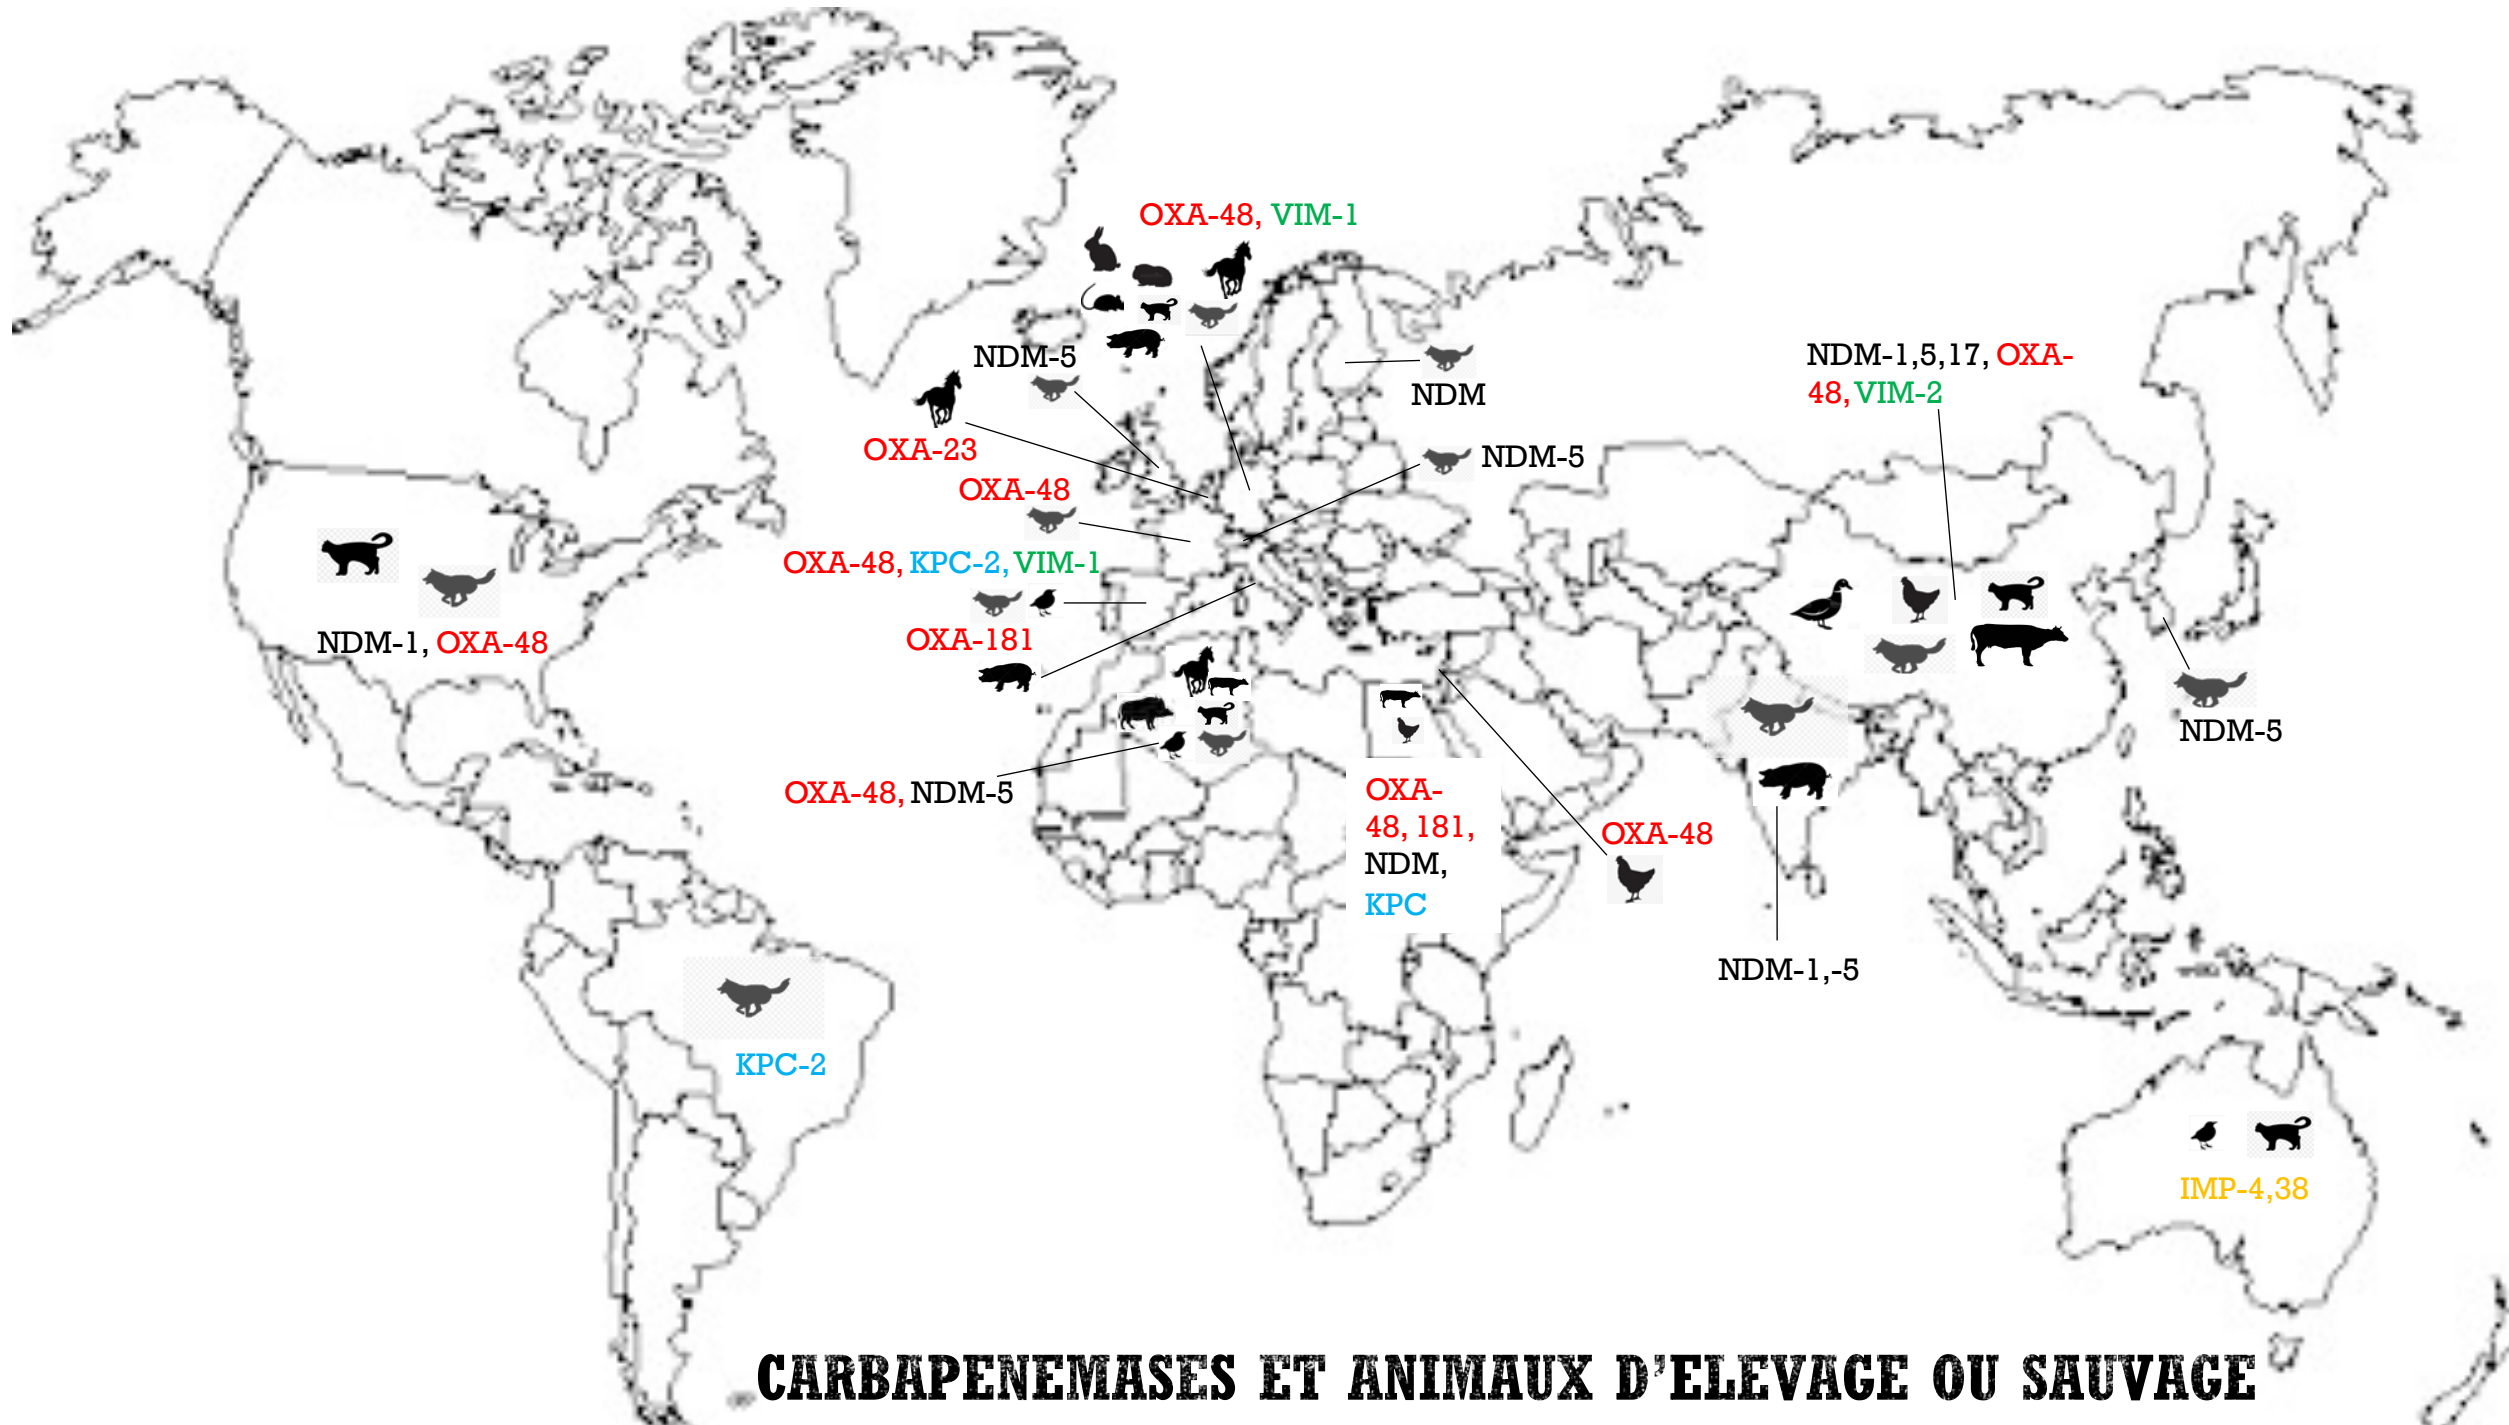 OXA-48, VIM-1
NDM-5
NDM
NDM-1,5,17, OXA-
48, VIM-2
OXA-23
NDM-5
OXA-48
OXA-48, KPC-2, VIM-1
NDM-1, OXA-48
OXA-181
NDM-5
OXA-48, NDM-5
OXA-
48, 181,
NDM,
KPC
OXA-48
NDM-1,-5
KPC-2
IMP-4,38
CARBAPENEMASES ET ANIMAUX D'ELEVAGE OU SAUVAGE